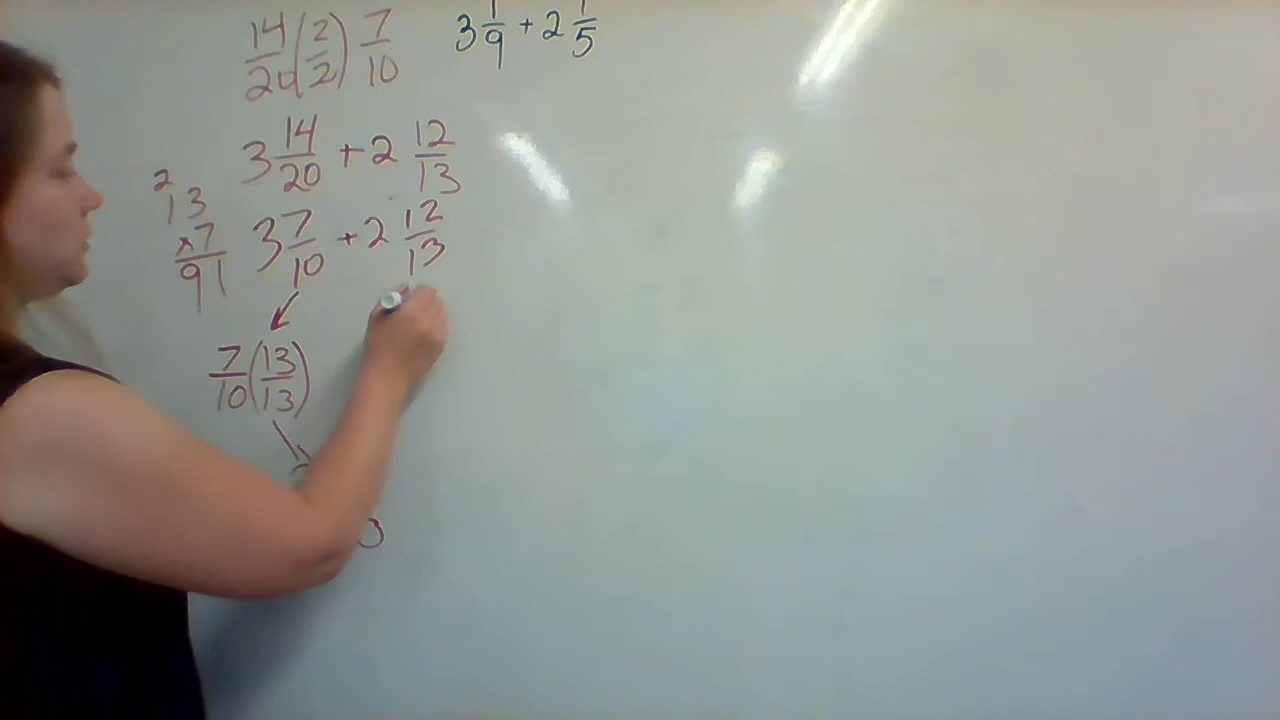 14/20 (2/2) 7/10
3 1/9 + 2 1/5
3 14/20 + 2 12/13
2
13
x7
91
3 7/10 + 2 12/13
7/10 (13/13)
0